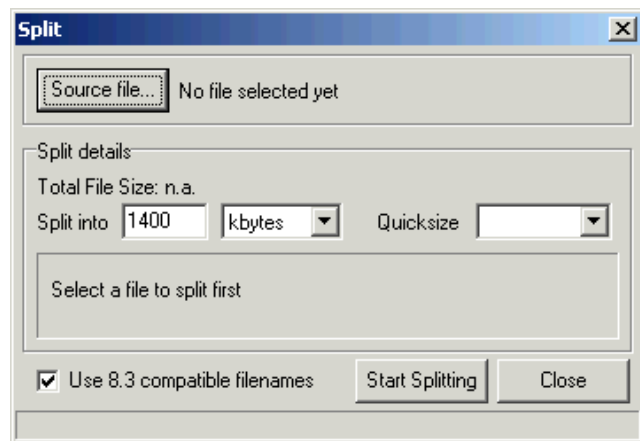 Split
Source file... No file selected yet
Split details
Total File Size: n.a.
Split into 1400 kbytes Quicksize
Select a file to split first
Use 8.3 compatible filenames Start Splitting Close